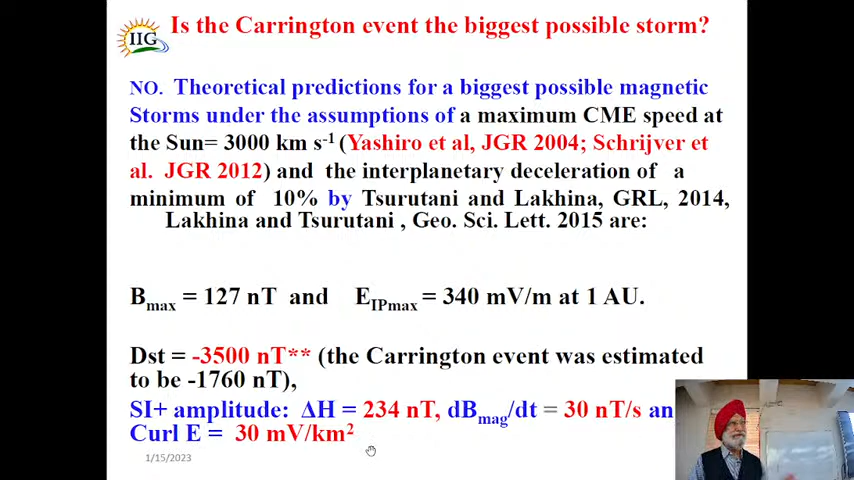 Is the Carrington event the biggest possible storm?
IIG
NO. Theoretical predictions for a biggest possible magnetic
Storms under the assumptions of a maximum CME speed at
the Sun= 3000 km s⁻¹ (Yashiro et al, JGR 2004; Schrijver et
al. JGR 2012) and the interplanetary deceleration of a
minimum of 10% by Tsurutani and Lakhina, GRL, 2014,
Lakhina and Tsurutani , Geo. Sci. Lett. 2015 are:
Bmax = 127 nT and EIPmax = 340 mV/m at 1 AU.
Dst = -3500 nT** (the Carrington event was estimated
to be -1760 nT),
SI+ amplitude: ΔH = 234 nT, dBmag/dt = 30 nT/s an
Curl E = 30 mV/km²
1/15/2023